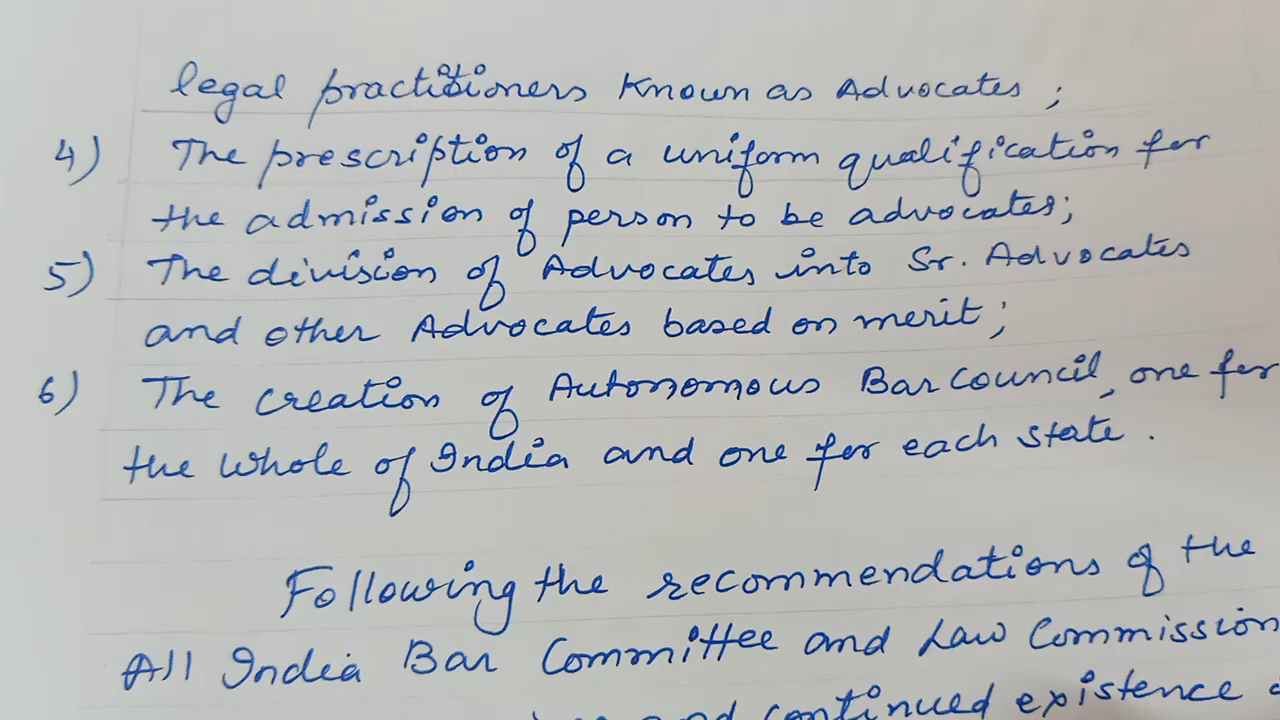 legal practitioners Known as Advocates ;
4) The prescription of a uniform qualification for
the admission of person to be advocates;
5) The division of Advocates into Sr. Advocates
and other Advocates based on merit;
6) The creation of Autonomous Bar Council, one for
the whole of India and one for each state.
Following the recommendations of the
All India Bar Committee and Law Commission
and continued existence